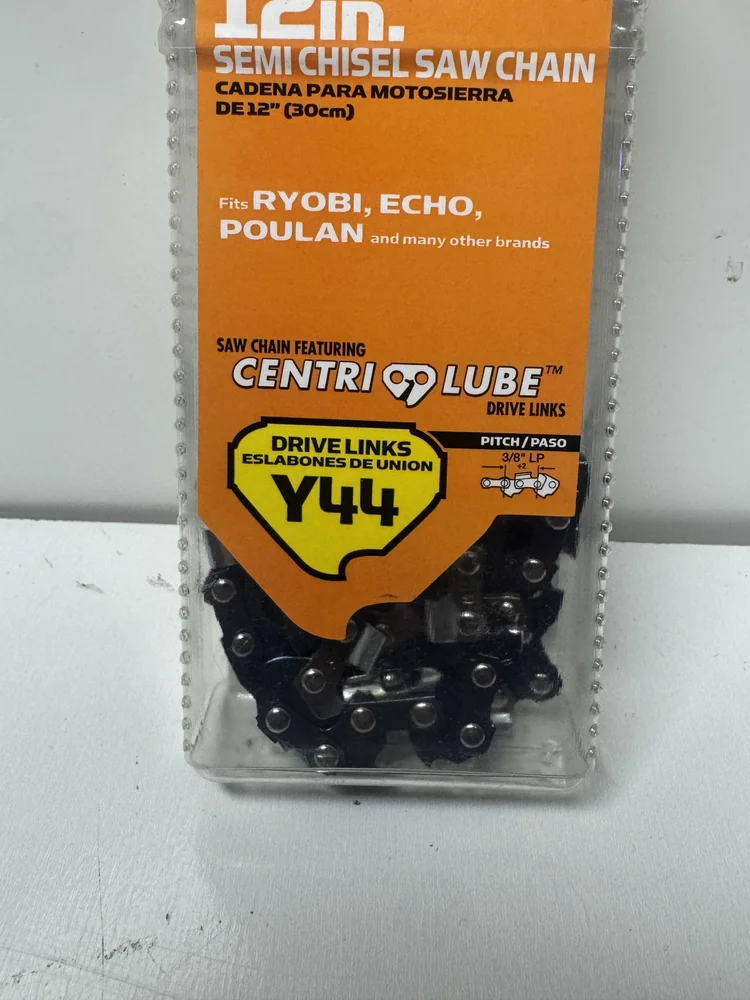 12in.
SEMI CHISEL SAW CHAIN
CADENA PARA MOTOSIERRA
DE 12" (30cm)
Fits RYOBI, ECHO,
POULAN and many other brands
SAW CHAIN FEATURING
CENTRI LUBE™
DRIVE LINKS
DRIVE LINKS
ESLABONES DE UNION
Y44
PITCH/PASO
3/8" LP
÷2